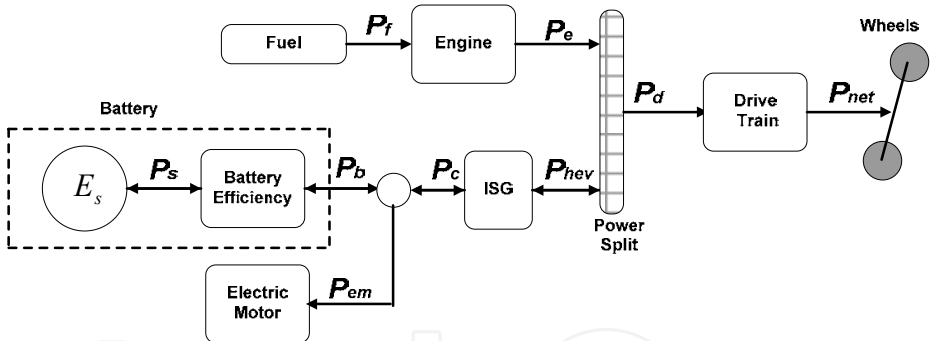 Wheels
Fuel
P_f
Engine
P_e
P_d
Drive
Train
P_net
Battery
E_s
P_s
Battery
Efficiency
P_b
P_c
ISG
P_hev
Power
Split
Electric
Motor
P_em